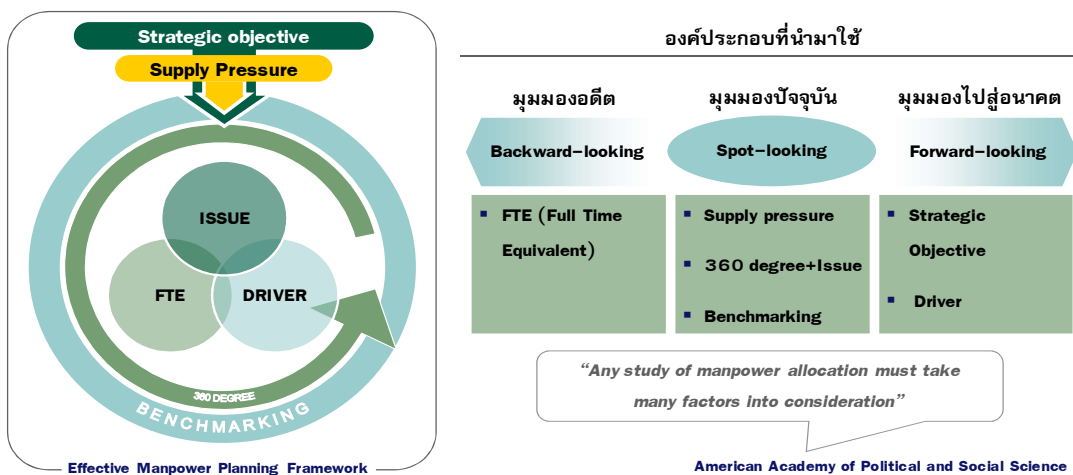 Strategic objective
Supply Pressure
ISSUE
FTE
DRIVER
360 DEGREE
BENCHMARKING
Effective Manpower Planning Framework
องค์ประกอบที่นำมาใช้
มุมมองอดีต
มุมมองปัจจุบัน
มุมมองไปสู่อนาคต
Backward-looking
Spot-looking
Forward-looking
FTE (Full Time
Equivalent)
Supply pressure
360 degree+Issue
Benchmarking
Strategic
Objective
Driver
“Any study of manpower allocation must take
many factors into consideration”
American Academy of Political and Social Science